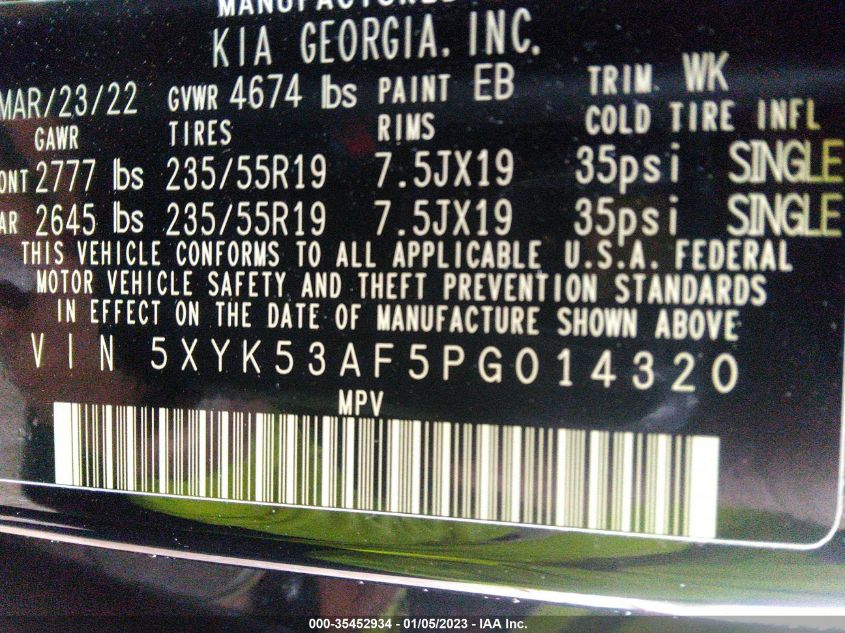 MANUFACTURED
KIA GEORGIA, INC.
MAR/23/22 GVWR 4674 lbs PAINT EB TRIM WK
GAWR TIRES RIMS COLD TIRE INFL
ONT 2777 lbs 235/55R19 7.5JX19 35psi SINGLE
AR 2645 lbs 235/55R19 7.5JX19 35psi SINGLE
THIS VEHICLE CONFORMS TO ALL APPLICABLE U.S.A. FEDERAL
MOTOR VEHICLE SAFETY AND THEFT PREVENTION STANDARDS
IN EFFECT ON THE DATE OF MANUFACTURE SHOWN ABOVE
VIN 5XYK53AF5PG014320
MPV
000-35452934 - 01/05/2023 - IAA Inc.